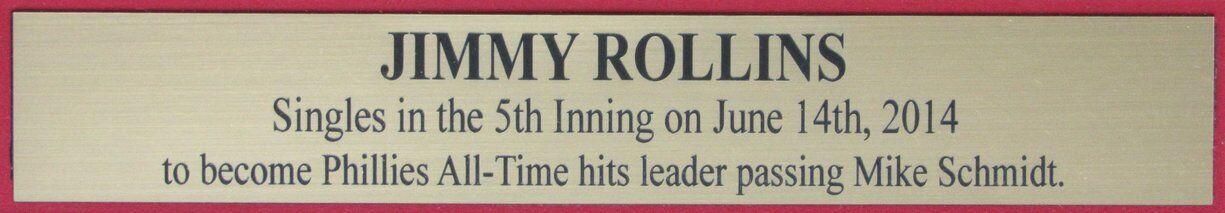 JIMMY ROLLINS
Singles in the 5th Inning on June 14th, 2014
to become Phillies All-Time hits leader passing Mike Schmidt.